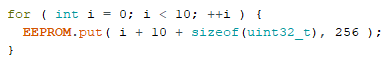 for ( int i = 0; i < 10; ++i ) {
  EEPROM.put( i + 10 + sizeof(uint32_t), 256 );
}